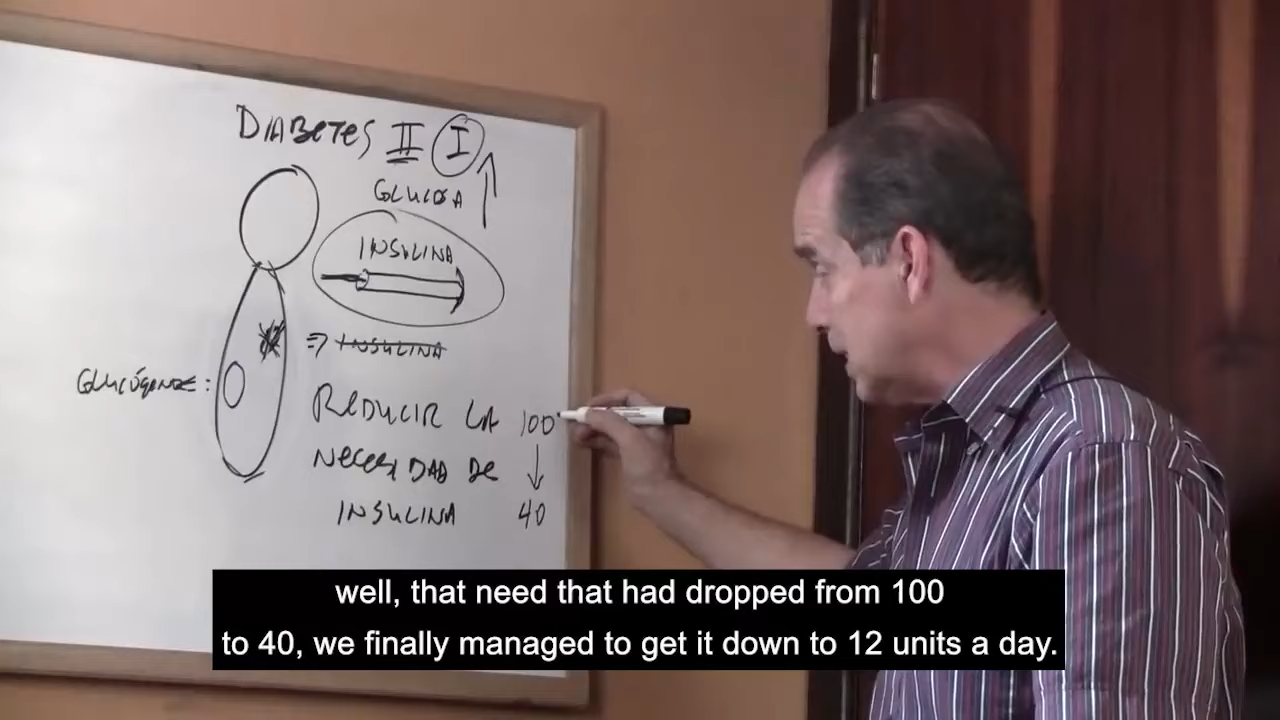 DIABETES II I
GLUCOSA
INSULINA
INSULINA
GLUCÓGENO:
REDUCIR LA 100
NECESIDAD DE
INSULINA 40
well, that need that had dropped from 100
to 40, we finally managed to get it down to 12 units a day.